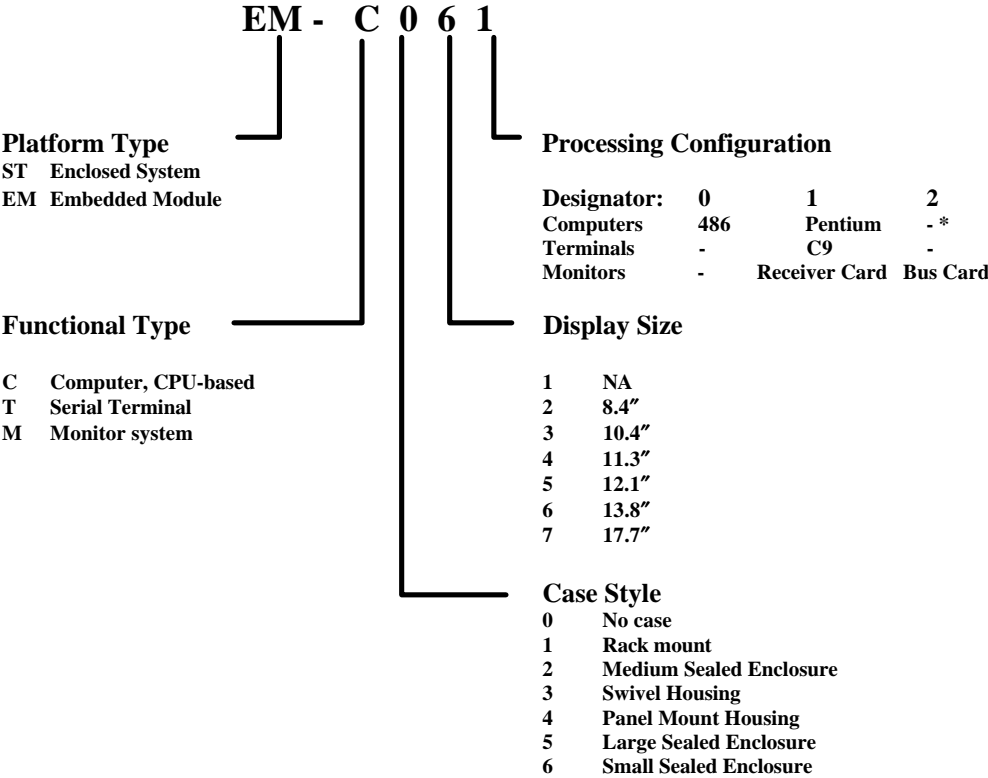 EM - C 0 6 1
Platform Type
ST Enclosed System
EM Embedded Module
Processing Configuration
Designator: 0 1 2
Computers 486 Pentium - *
Terminals - C9 -
Monitors - Receiver Card Bus Card
Functional Type
C Computer, CPU-based
T Serial Terminal
M Monitor system
Display Size
1 NA
2 8.4″
3 10.4″
4 11.3″
5 12.1″
6 13.8″
7 17.7″
Case Style
0 No case
1 Rack mount
2 Medium Sealed Enclosure
3 Swivel Housing
4 Panel Mount Housing
5 Large Sealed Enclosure
6 Small Sealed Enclosure